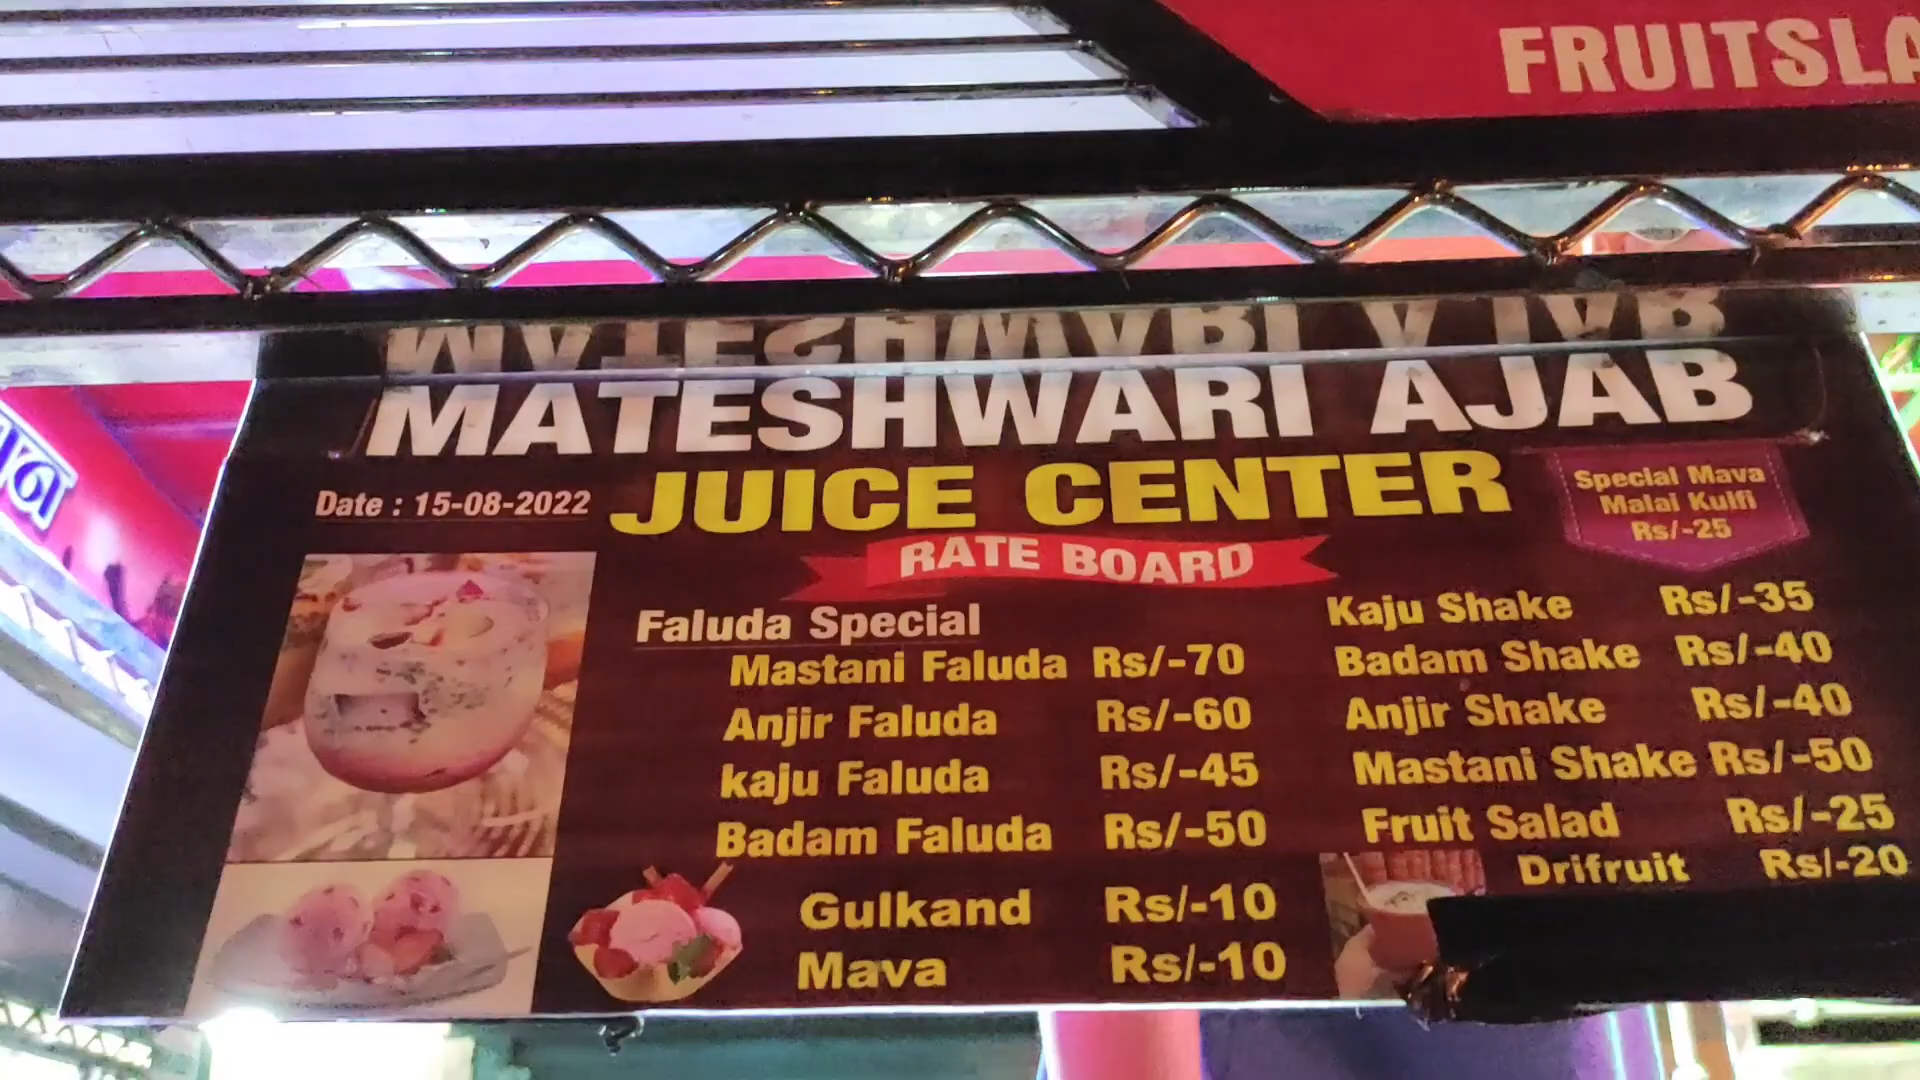 FRUITSLA
MATESHWARI AJAB
JUICE CENTER
Date : 15-08-2022
Special Mava
Malai Kulfi
Rs/-25
RATE BOARD
Faluda Special
Mastani Faluda Rs/-70
Anjir Faluda Rs/-60
kaju Faluda Rs/-45
Badam Faluda Rs/-50
Gulkand Rs/-10
Mava Rs/-10
Kaju Shake Rs/-35
Badam Shake Rs/-40
Anjir Shake Rs/-40
Mastani Shake Rs/-50
Fruit Salad Rs/-25
Drifruit Rs/-20